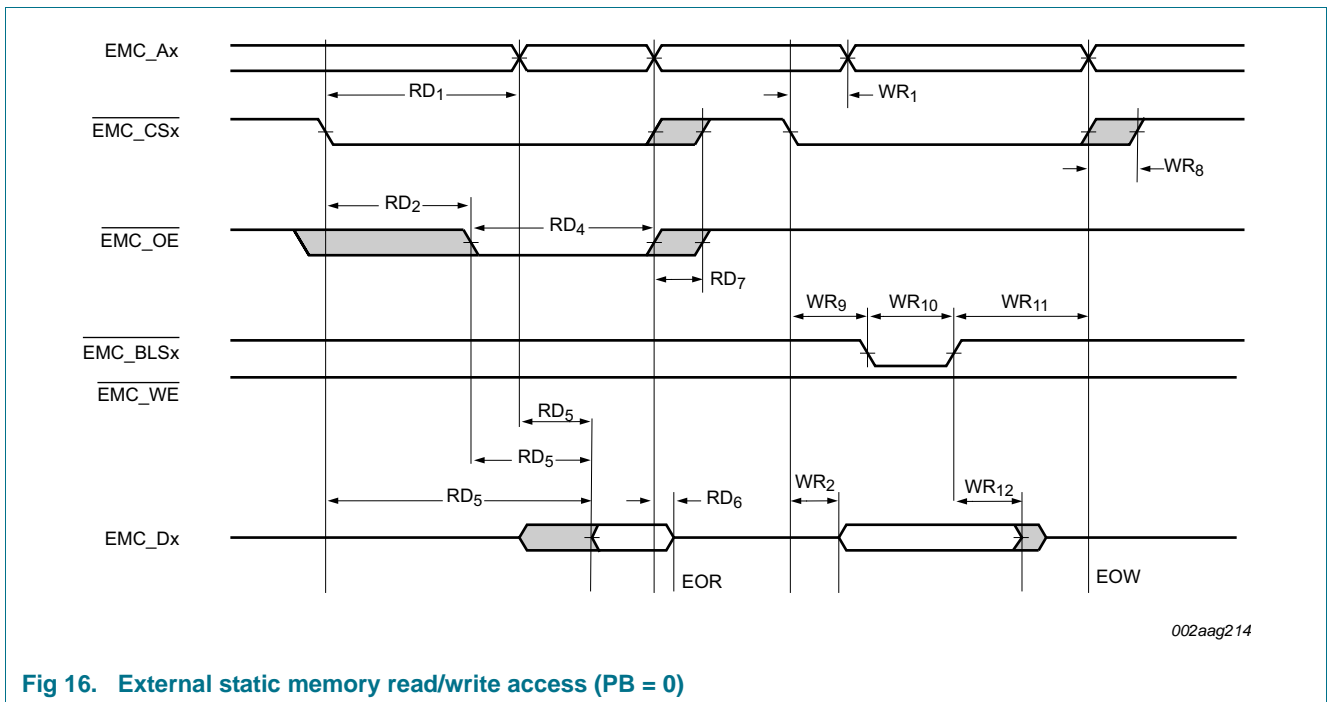 EMC_Ax
RD1
WR1
EMC_CSx
WR8
RD2
RD4
EMC_OE
RD7
WR9
WR10
WR11
EMC_BLSx
EMC_WE
RD5
RD5
RD5
RD6
WR2
WR12
EMC_Dx
EOR
EOW
002aag214
Fig 16. External static memory read/write access (PB = 0)